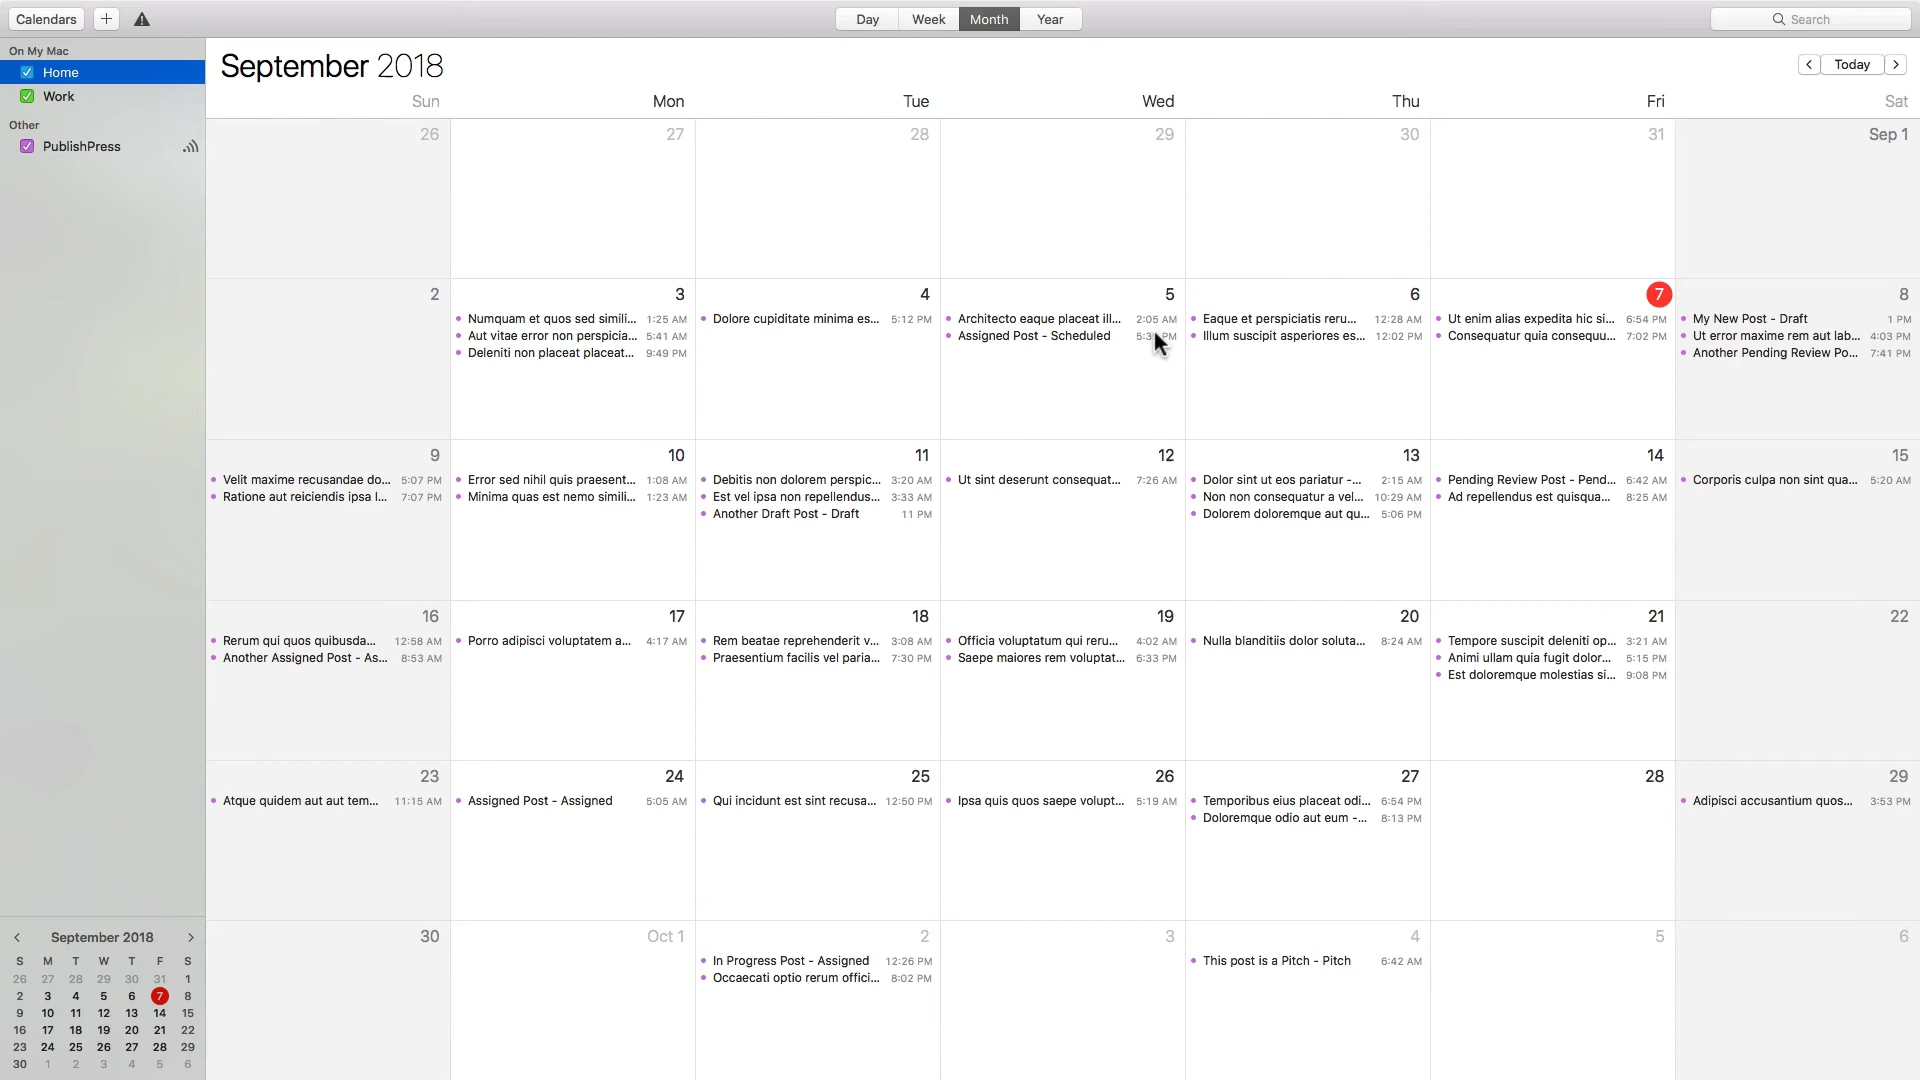 Calendars + Day Week Month Year Search
On My Mac
Home
Work
Other
PublishPress
September 2018
< Today >
Sun Mon Tue Wed Thu Fri Sat
26 27 28 29 30 31 Sep 1
2 3 4 5 6 7 8
Numquam et quos sed simili... 1:25 AM
Aut vitae error non perspicia... 5:41 AM
Deleniti non placeat placeat... 9:49 PM
Dolore cupiditate minima es... 5:12 PM
Architecto eaque placeat ill... 2:05 AM
Assigned Post - Scheduled
Eaque et perspiciatis reru... 12:28 AM
Illum suscipit asperiores es... 12:02 PM
Ut enim alias expedita hic si... 6:54 PM
Consequatur quia consequu... 7:02 PM
My New Post - Draft 1 PM
Ut error maxime rem aut lab... 4:03 PM
Another Pending Review Po... 7:41 PM
9 10 11 12 13 14 15
Velit maxime recusandae do... 5:07 PM
Ratione aut reiciendis ipsa l... 7:07 PM
Error sed nihil quis praesent... 1:08 AM
Minima quas est nemo simili... 1:23 AM
Debitis non dolorem perspic... 3:20 AM
Est vel ipsa non repellendus... 3:33 AM
Another Draft Post - Draft 11 PM
Ut sint deserunt consequat... 7:26 AM
Dolor sint ut eos pariatur -... 2:15 AM
Non non consequatur a vel... 10:29 AM
Dolorem doloremque aut qu... 5:06 PM
Pending Review Post - Pend... 6:42 AM
Ad repellendus est quisqua... 8:25 AM
Corporis culpa non sint qua... 5:20 AM
16 17 18 19 20 21 22
Rerum qui quos quibusda... 12:58 AM
Another Assigned Post - As... 8:53 AM
Porro adipisci voluptatem a... 4:17 AM
Rem beatae reprehenderit v... 3:08 AM
Praesentium facilis vel paria... 7:30 PM
Officia voluptatum qui reru... 4:02 AM
Saepe maiores rem voluptat... 6:33 PM
Nulla blanditiis dolor soluta... 8:24 AM
Tempore suscipit deleniti op... 3:21 AM
Animi ullam quia fugit dolor... 5:15 PM
Est doloremque molestias si... 9:08 PM
23 24 25 26 27 28 29
Atque quidem aut aut tem... 11:15 AM
Assigned Post - Assigned 5:05 AM
Qui incidunt est sint recusa... 12:50 PM
Ipsa quis quos saepe volupt... 5:19 AM
Temporibus eius placeat odi... 6:54 PM
Doloremque odio aut eum -... 8:13 PM
Adipisci accusantium quos... 3:53 PM
30 Oct 1 2 3 4 5 6
In Progress Post - Assigned 12:26 PM
Occaecati optio rerum offici... 8:02 PM
This post is a Pitch - Pitch 6:42 AM
< September 2018 >
S M T W T F S
26 27 28 29 30 31 1
2 3 4 5 6 7 8
9 10 11 12 13 14 15
16 17 18 19 20 21 22
23 24 25 26 27 28 29
30 1 2 3 4 5 6